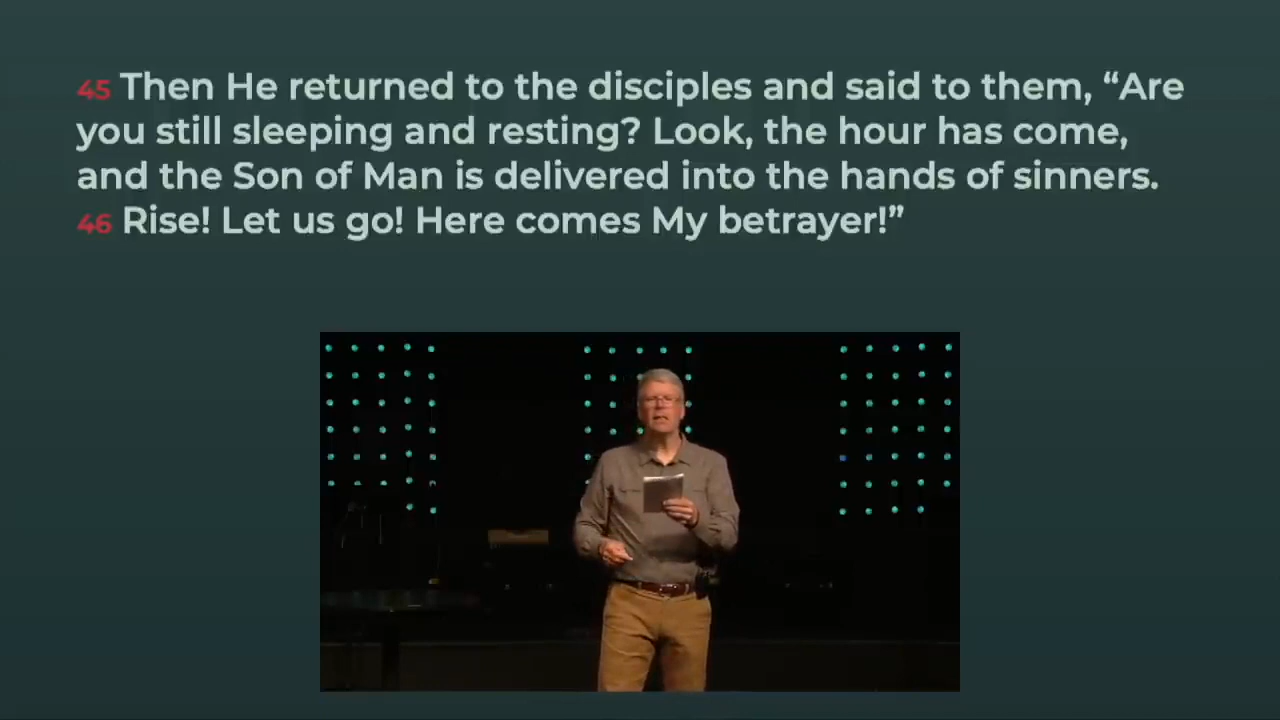 45 Then He returned to the disciples and said to them, “Are
you still sleeping and resting? Look, the hour has come,
and the Son of Man is delivered into the hands of sinners.
46 Rise! Let us go! Here comes My betrayer!”